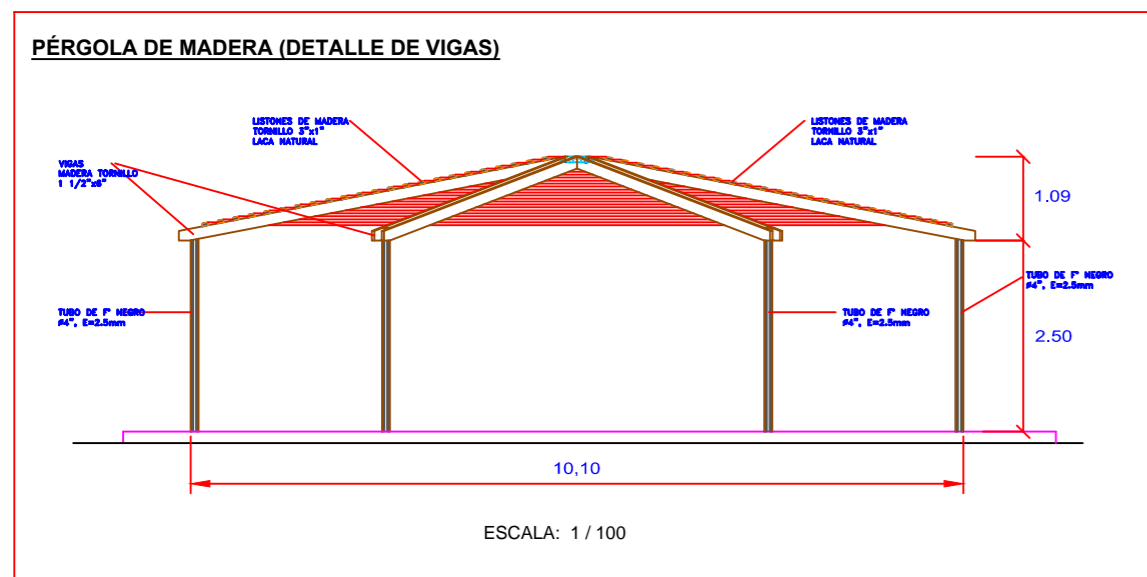 PÉRGOLA DE MADERA (DETALLE DE VIGAS)
LISTONES DE MADERA
TORNILLO 3"x1"
LACA NATURAL
LISTONES DE MADERA
TORNILLO 3"x1"
LACA NATURAL
VIGAS
MADERA TORNILLO
1 1/2"x6"
1.09
TUBO DE Fº NEGRO
ø4", E=2.5mm
TUBO DE Fº NEGRO
ø4", E=2.5mm
TUBO DE Fº NEGRO
ø4", E=2.5mm
2.50
10,10
ESCALA: 1 / 100